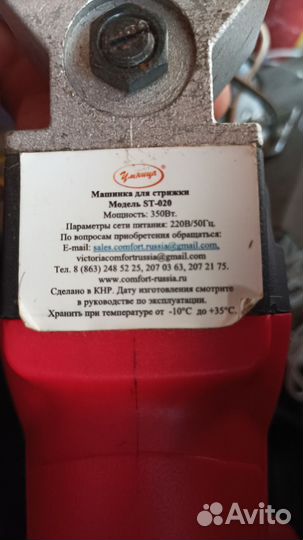 Умница
Машинка для стрижки
Модель ST-020
Мощность: 350Вт.
Параметры сети питания: 220В/50Гц.
По вопросам приобретения обращаться:
E-mail: sales.comfort.russia@gmail.com,
victoriacomfortrussia@gmail.com
Тел. 8 (863) 248 52 25, 207 03 63, 207 21 75.
www.comfort-russia.ru
Сделано в КНР. Дату изготовления смотрите
в руководстве по эксплуатации.
Хранить при температуре от -10°С до +35°С.
Avito